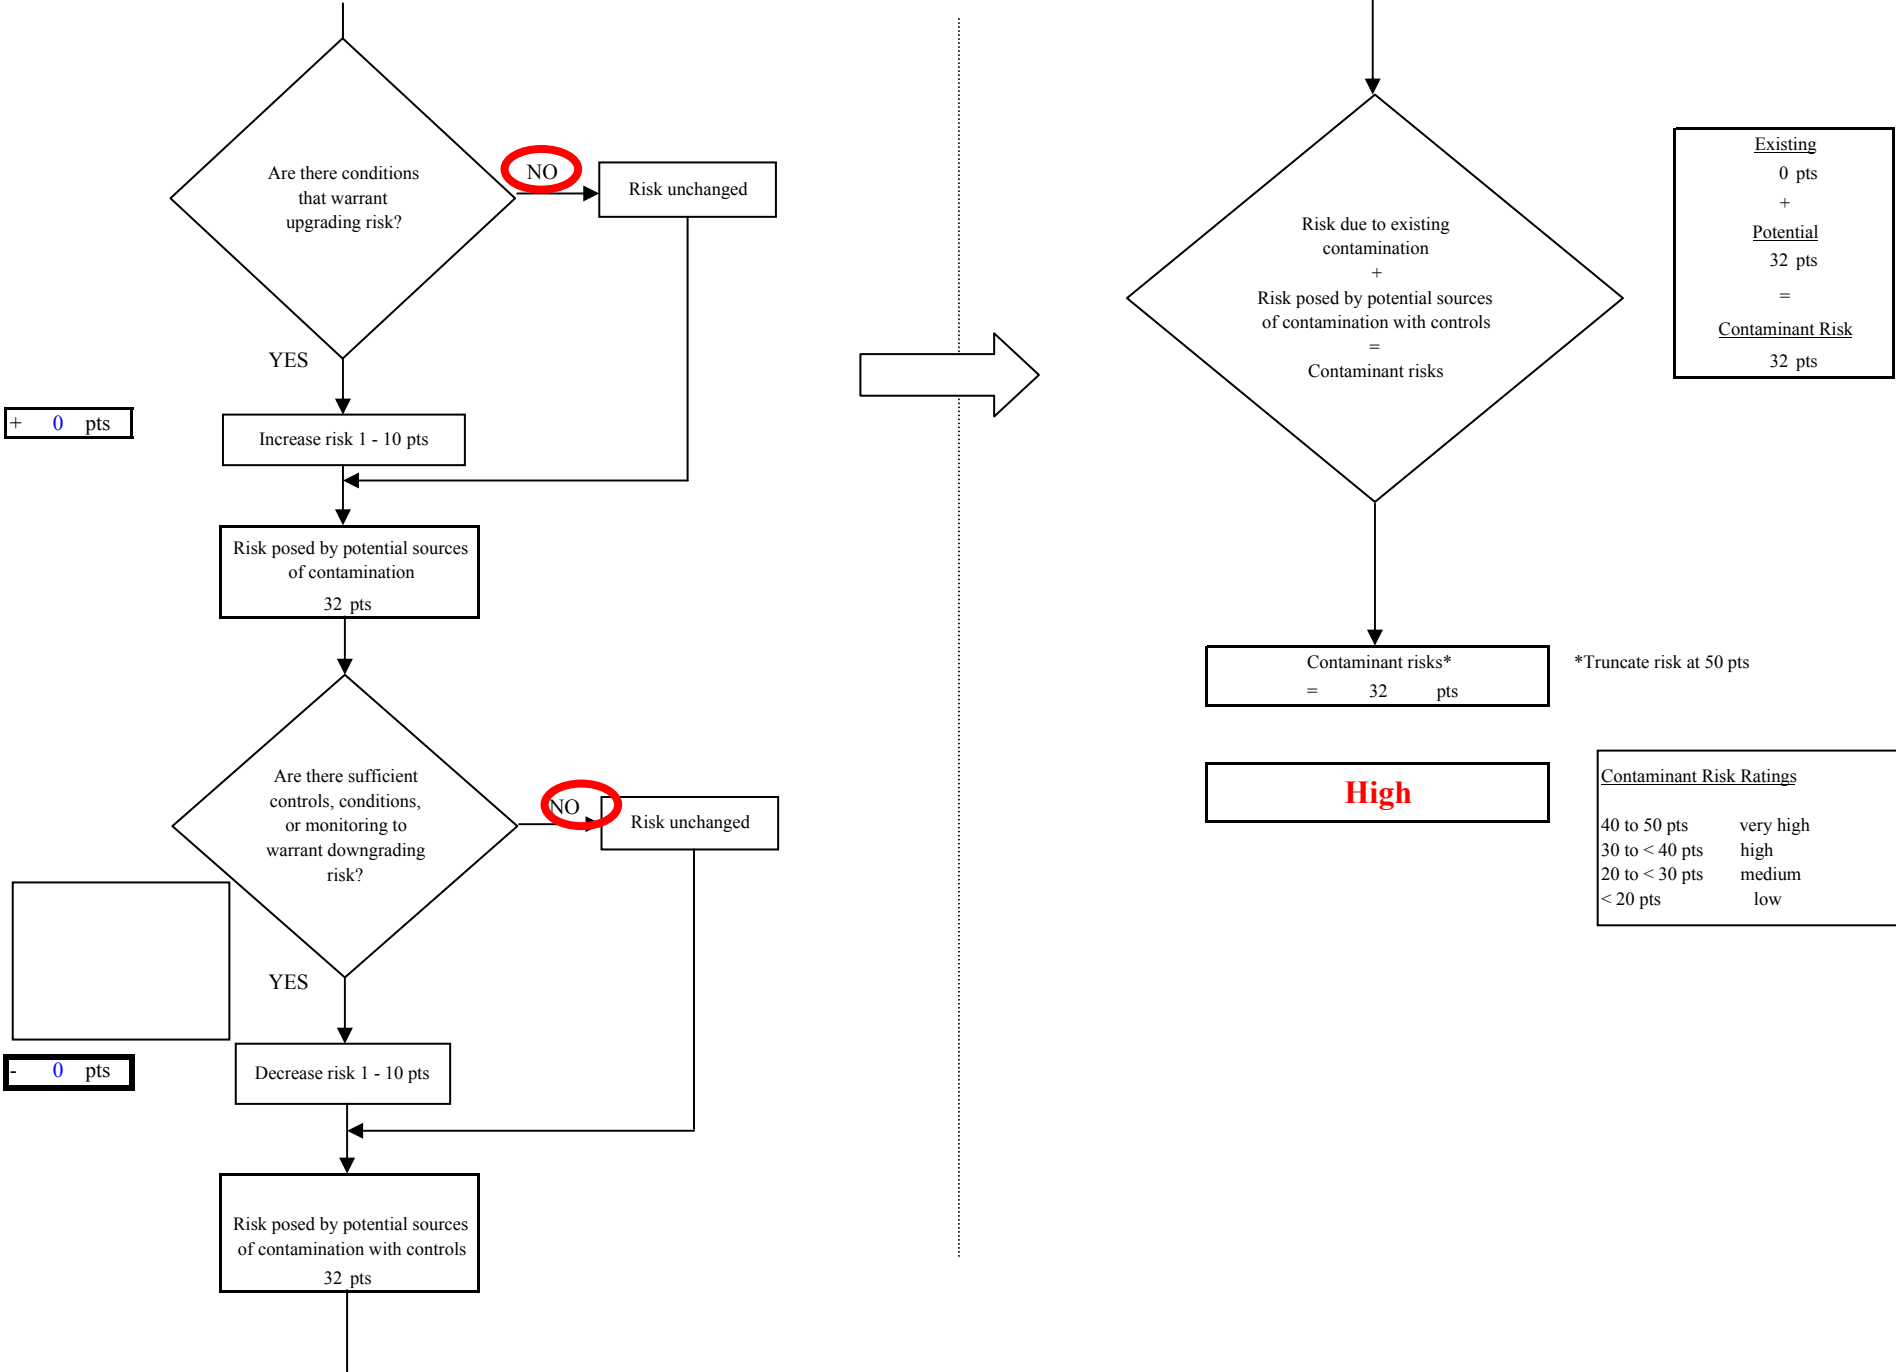 Are there conditions
that warrant
upgrading risk?
NO
Risk unchanged
YES
+ 0 pts
Increase risk 1 - 10 pts
Risk posed by potential sources
of contamination
32 pts
Are there sufficient
controls, conditions,
or monitoring to
warrant downgrading
risk?
NO
Risk unchanged
YES
- 0 pts
Decrease risk 1 - 10 pts
Risk posed by potential sources
of contamination with controls
32 pts
Risk due to existing
contamination
+
Risk posed by potential sources
of contamination with controls
=
Contaminant risks
Existing
0 pts
+
Potential
32 pts
=
Contaminant Risk
32 pts
Contaminant risks*
= 32 pts
*Truncate risk at 50 pts
High
Contaminant Risk Ratings
40 to 50 pts very high
30 to < 40 pts high
20 to < 30 pts medium
< 20 pts low